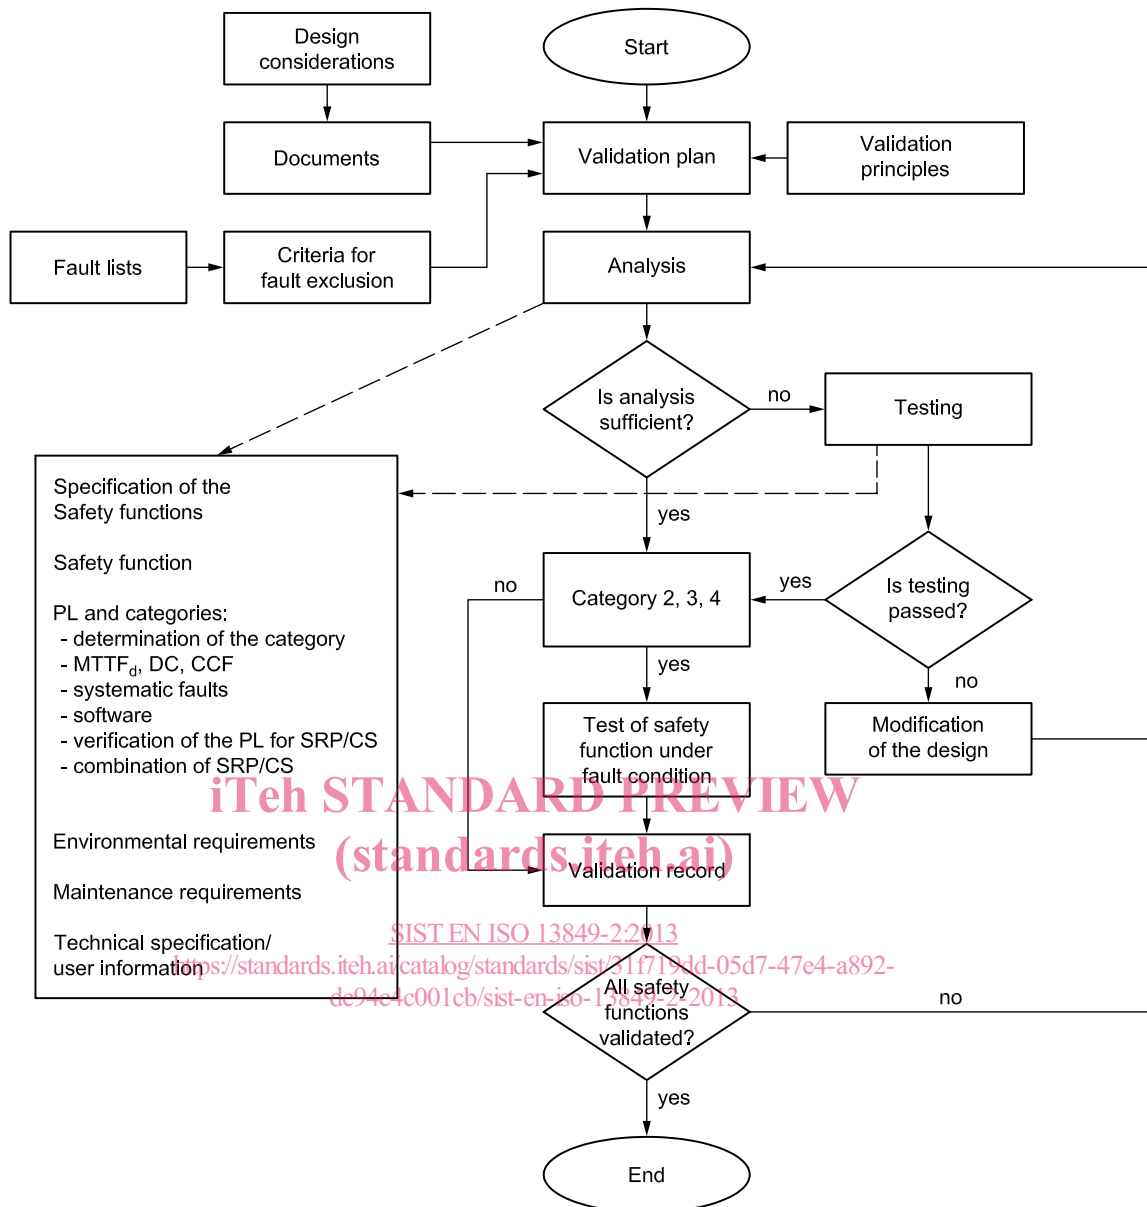 Design
considerations
Start
Documents
Validation plan
Validation
principles
Fault lists
Criteria for
fault exclusion
Analysis
Is analysis
sufficient?
no
Testing
yes
Specification of the
Safety functions
Safety function
PL and categories:
- determination of the category
- MTTFd, DC, CCF
- systematic faults
- software
- verification of the PL for SRP/CS
- combination of SRP/CS
Environmental requirements
Maintenance requirements
Technical specification/
user information
no
Category 2, 3, 4
yes
Is testing
passed?
yes
no
Test of safety
function under
fault condition
Modification
of the design
iTeh STANDARD PREVIEW
(standards.iteh.ai)
Validation record
SIST EN ISO 13849-2:2013
https://standards.iteh.ai/catalog/standards/sist/31f719dd-05d7-47e4-a892-
dc94c4c001cb/sist-en-iso-13849-2-2013
All safety
functions
validated?
no
yes
End